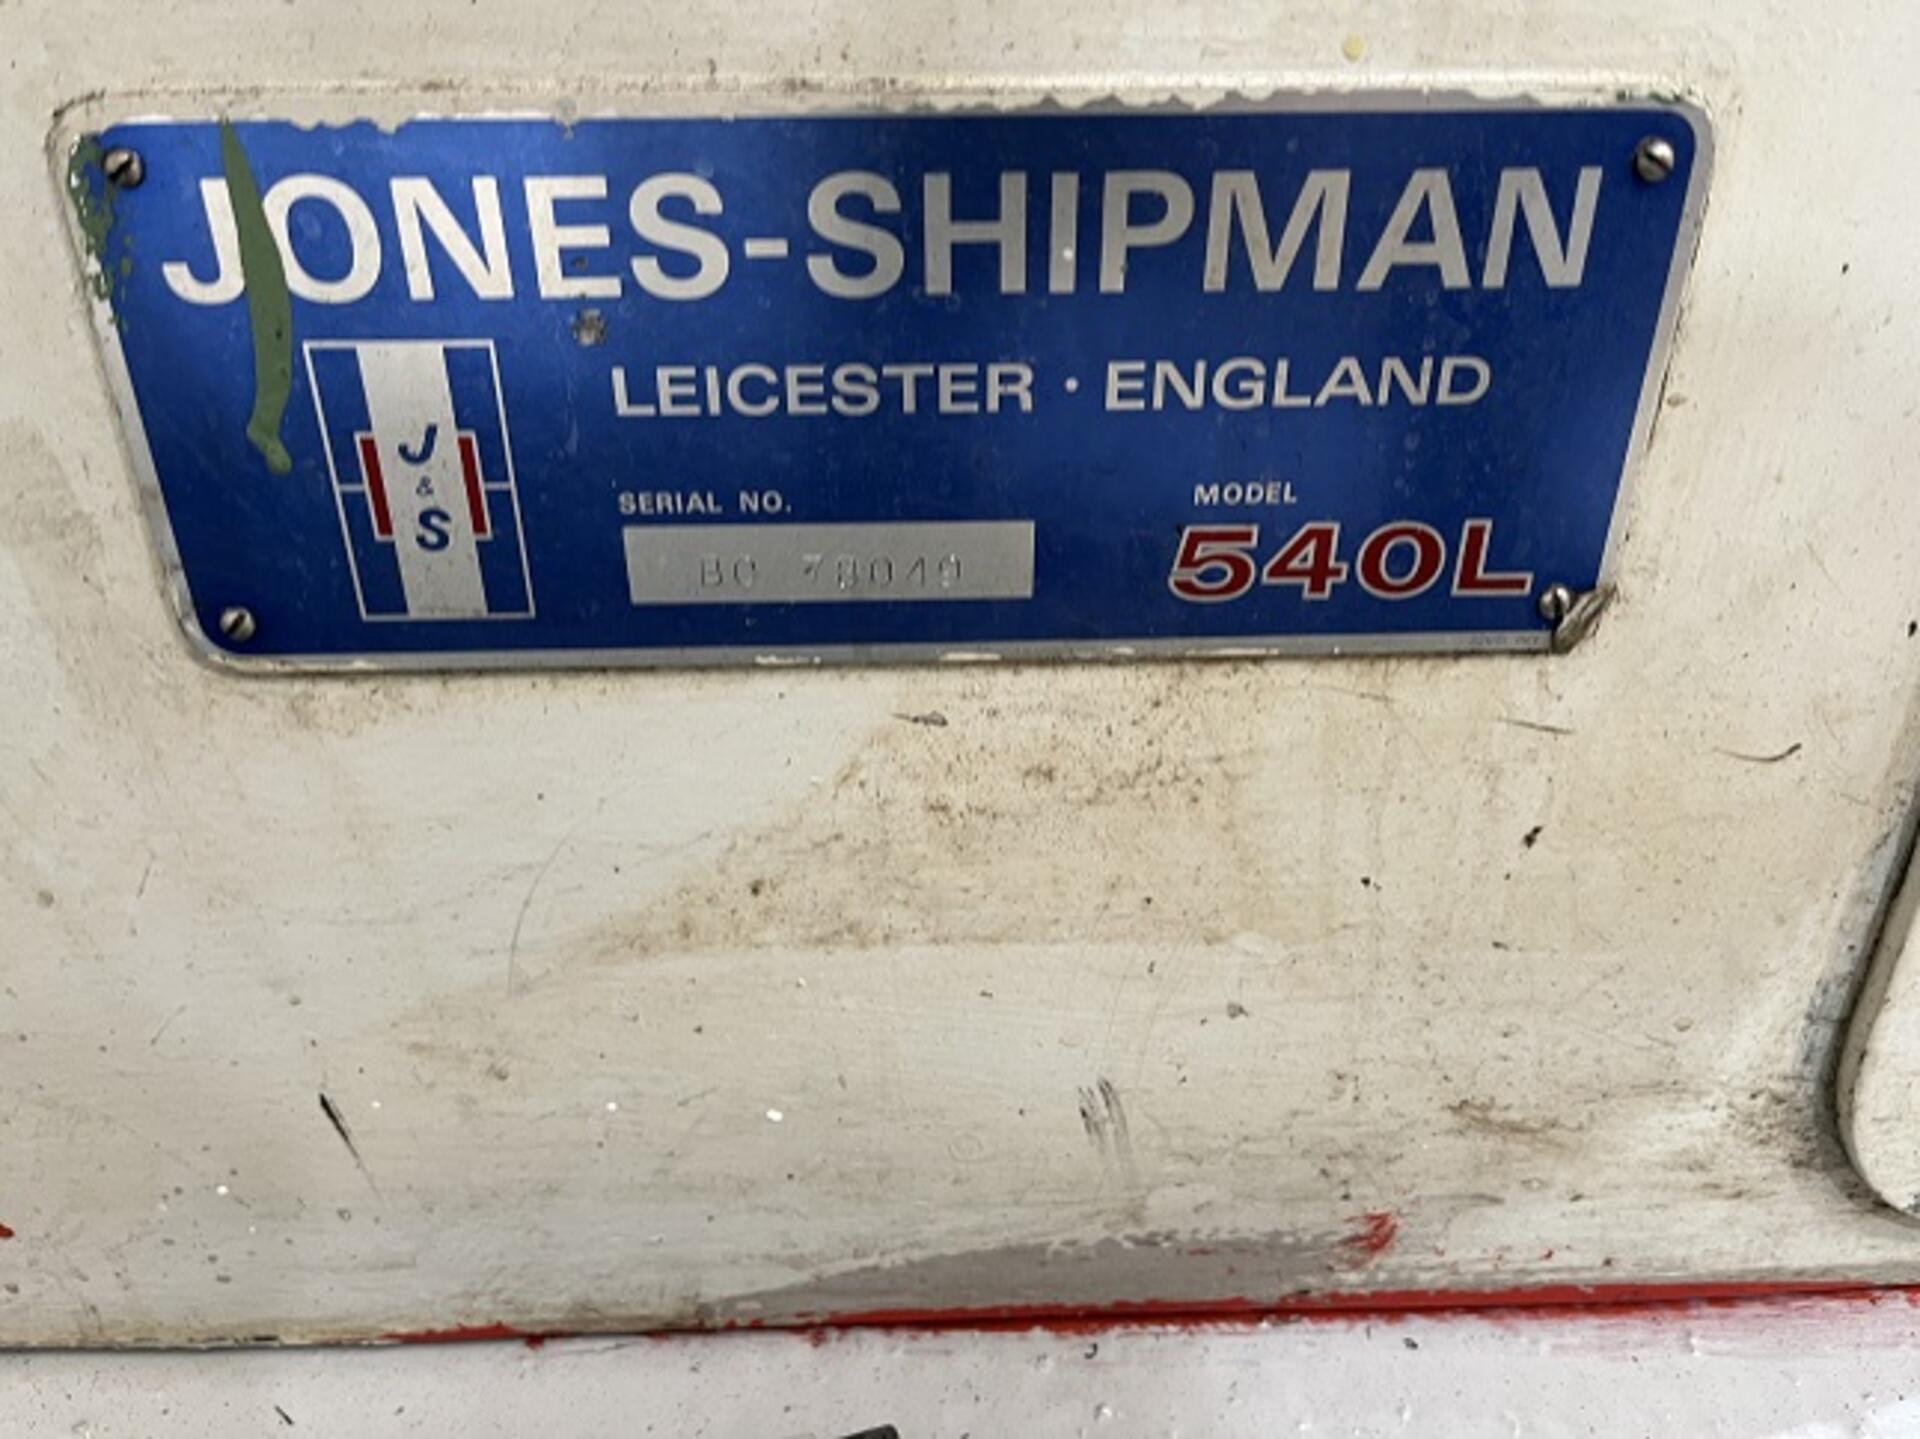 JONES-SHIPMAN
LEICESTER · ENGLAND
J
&
S
SERIAL NO.
MODEL
540L